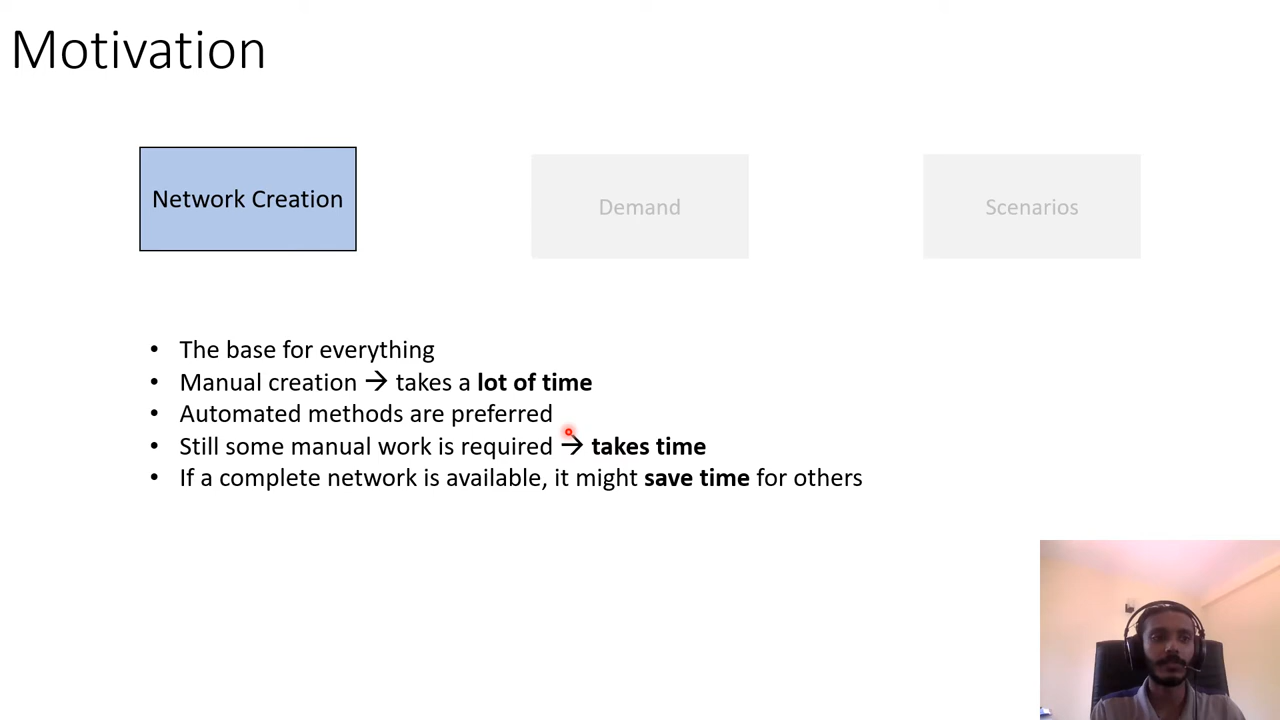 Motivation
Network Creation
Demand
Scenarios
• The base for everything
• Manual creation → takes a lot of time
• Automated methods are preferred
• Still some manual work is required → takes time
• If a complete network is available, it might save time for others